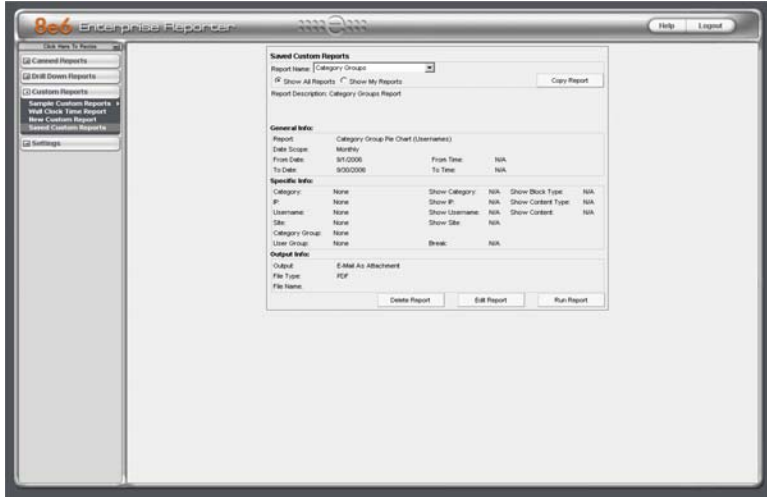 8e6 Enterprise Reporter
Help Logout
Click Here To Resize
Canned Reports
Drill Down Reports
Custom Reports
Sample Custom Reports
Wall Clock Time Report
New Custom Report
Saved Custom Reports
Settings
Saved Custom Reports
Report Name: Category Groups
Show All Reports Show My Reports Copy Report
Report Description: Category Groups Report
General Info:
Report: Category Group Pie Chart (Usernames)
Date Scope: Monthly
From Date: 9/1/2006 From Time: N/A
To Date: 9/30/2006 To Time: N/A
Specific Info:
Category: None Show Category: N/A Show Block Type: N/A
IP: None Show IP: N/A Show Content Type: N/A
Username: None Show Username: N/A Show Content: N/A
Site: None Show Site: N/A
Category Group: None
User Group: None Break: N/A
Output Info:
Output: E-Mail As Attachment
File Type: PDF
File Name:
Delete Report Edit Report Run Report